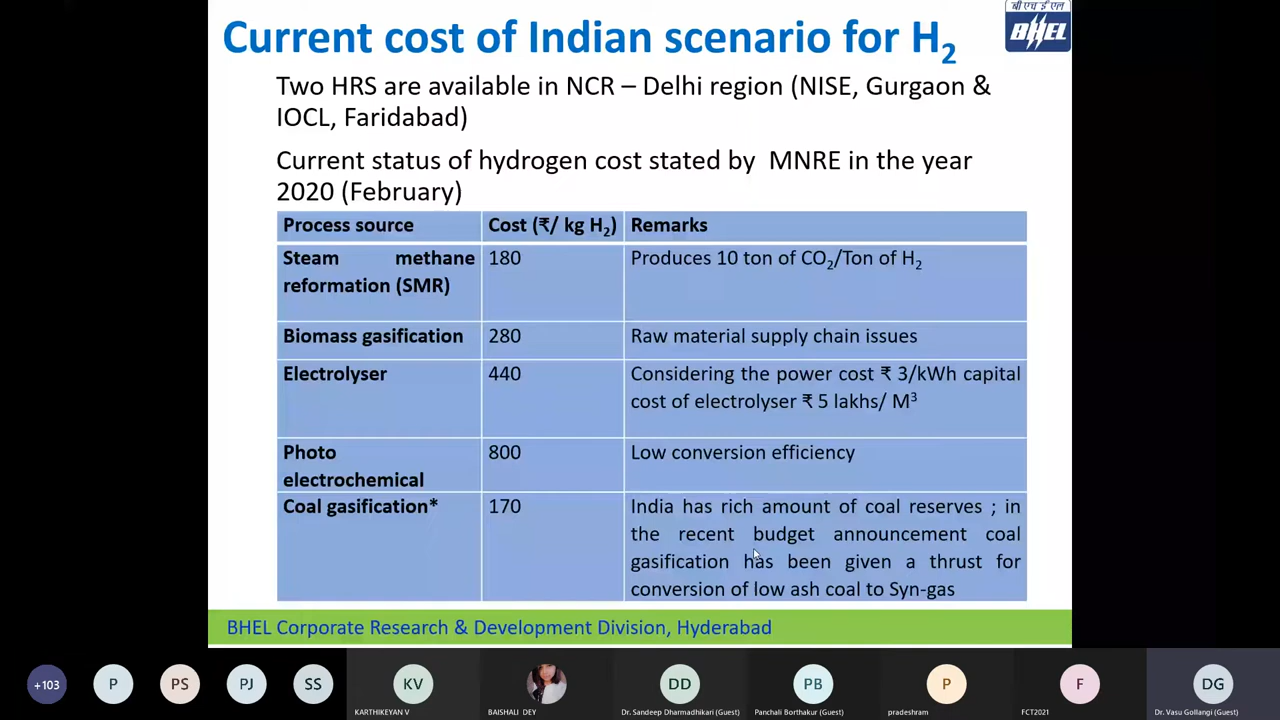 Current cost of Indian scenario for H2
बी एच ई एल
BHEL
Two HRS are available in NCR – Delhi region (NISE, Gurgaon &
IOCL, Faridabad)
Current status of hydrogen cost stated by MNRE in the year
2020 (February)
Process source Cost (₹/ kg H2) Remarks
Steam methane 180 Produces 10 ton of CO2/Ton of H2
reformation (SMR)
Biomass gasification 280 Raw material supply chain issues
Electrolyser 440 Considering the power cost ₹ 3/kWh capital
cost of electrolyser ₹ 5 lakhs/ M3
Photo 800 Low conversion efficiency
electrochemical
Coal gasification* 170 India has rich amount of coal reserves ; in
the recent budget announcement coal
gasification has been given a thrust for
conversion of low ash coal to Syn-gas
BHEL Corporate Research & Development Division, Hyderabad
+103 P PS PJ SS KV DD PB P F DG
KARTHIKEYAN V BAISHALI DEY Dr. Sandeep Dharmadhikari (Guest) Panchali Borthakur (Guest) pradeshram FCT2021 Dr. Vasu Gollangi (Guest)